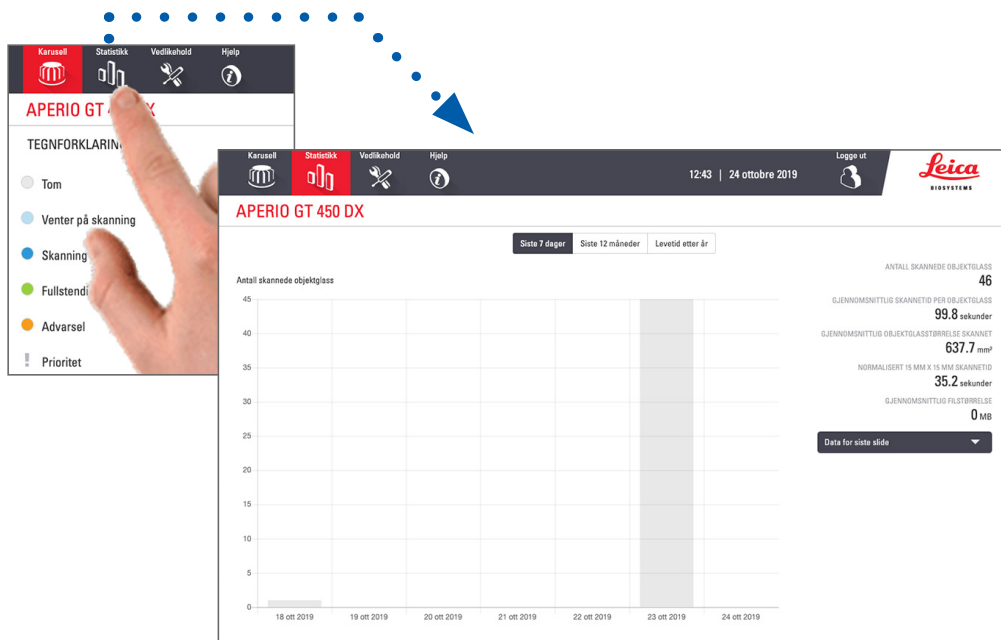 Karusell
Statistikk
Vedlikehold
Hjelp
APERIO GT
TEGNFORKLARIN
Tom
Venter på skanning
Skanning
Fullstendi
Advarsel
! Prioritet
Karusell
Statistikk
Vedlikehold
Hjelp
12:43 | 24 ottobre 2019
Logge ut
Leica
BIOSYSTEMS
APERIO GT 450 DX
Siste 7 dager
Siste 12 måneder
Levetid etter år
Antall skannede objektglass
45
40
35
30
25
20
15
10
5
0
18 ott 2019
19 ott 2019
20 ott 2019
21 ott 2019
22 ott 2019
23 ott 2019
24 ott 2019
ANTALL SKANNEDE OBJEKTGLASS
46
GJENNOMSNITTLIG SKANNETID PER OBJEKTGLASS
99.8 sekunder
GJENNOMSNITTLIG OBJEKTGLASSTØRRELSE SKANNET
637.7 mm²
NORMALISERT 15 MM X 15 MM SKANNETID
35.2 sekunder
GJENNOMSNITTLIG FILSTØRRELSE
0 MB
Data for siste slide